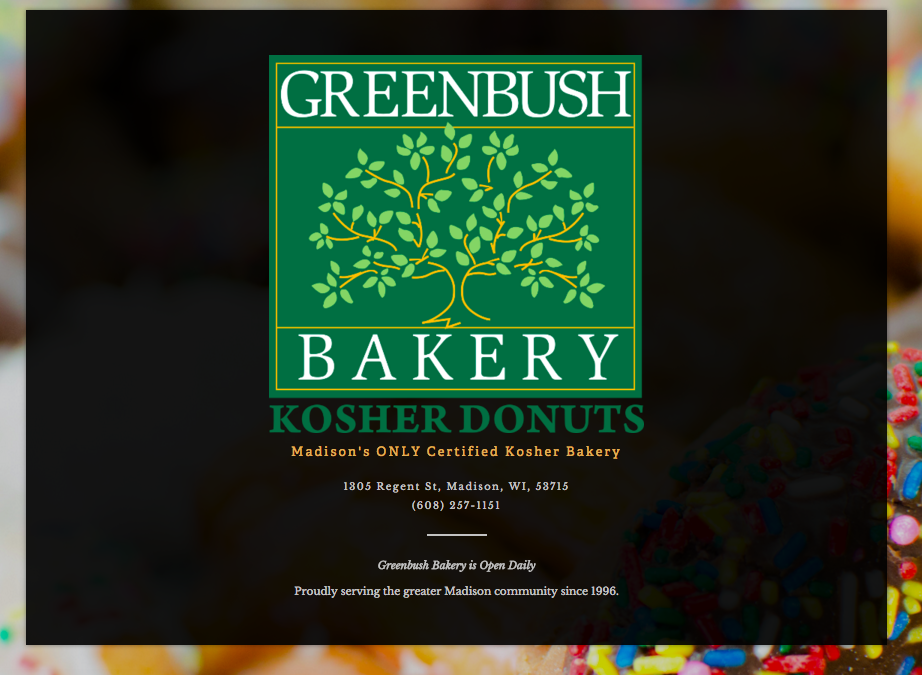 GREENBUSH
BAKERY
KOSHER DONUTS
Madison's ONLY Certified Kosher Bakery
1305 Regent St, Madison, WI, 53715
(608) 257-1151
Greenbush Bakery is Open Daily
Proudly serving the greater Madison community since 1996.